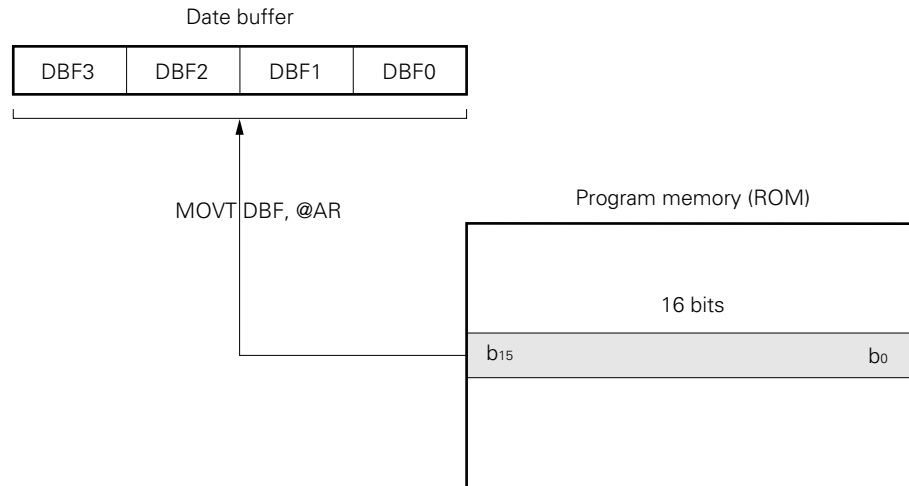 Date buffer
DBF3 DBF2 DBF1 DBF0
MOVT DBF, @AR
Program memory (ROM)
16 bits
b15 b0